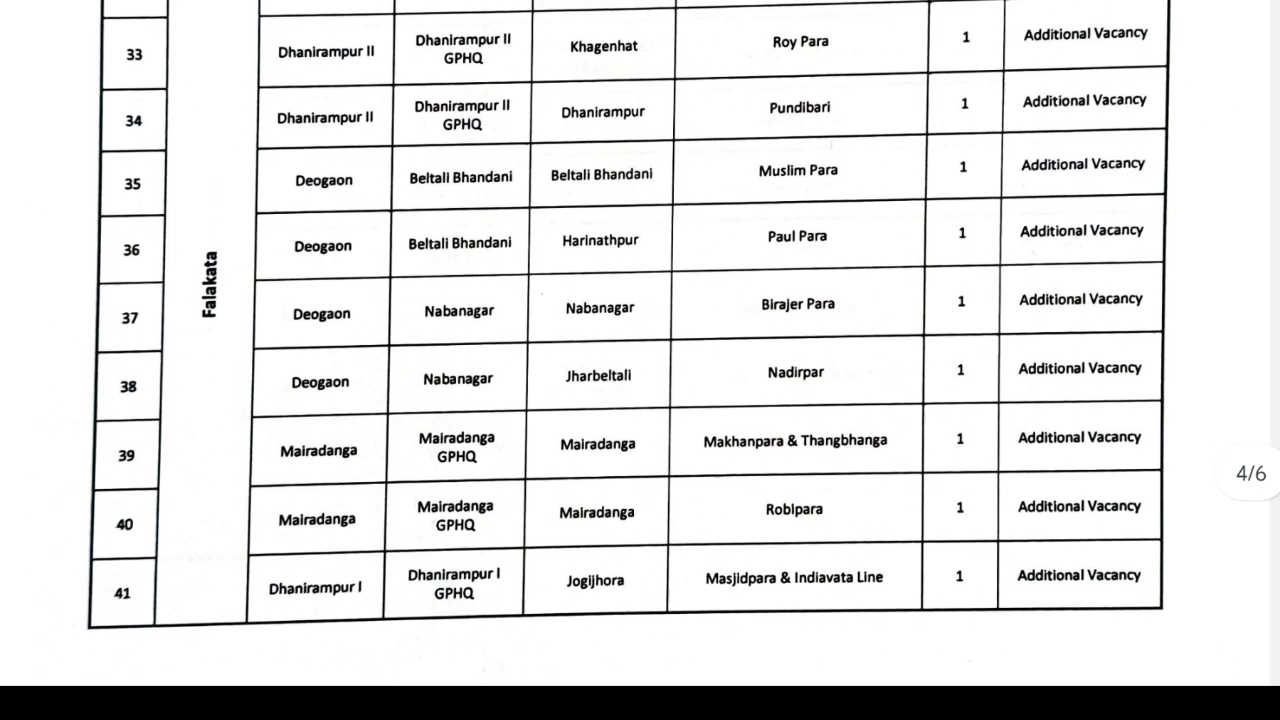 33 Dhanirampur II Dhanirampur II GPHQ Khagenhat Roy Para 1 Additional Vacancy
34 Dhanirampur II Dhanirampur II GPHQ Dhanirampur Pundibari 1 Additional Vacancy
35 Deogaon Beltali Bhandani Beltali Bhandani Muslim Para 1 Additional Vacancy
36 Deogaon Beltali Bhandani Harinathpur Paul Para 1 Additional Vacancy
Falakata
37 Deogaon Nabanagar Nabanagar Birajer Para 1 Additional Vacancy
38 Deogaon Nabanagar Jharbeltali Nadirpar 1 Additional Vacancy
39 Mairadanga Mairadanga GPHQ Mairadanga Makhanpara & Thangbhanga 1 Additional Vacancy
4/6
40 Mairadanga Mairadanga GPHQ Mairadanga Robipara 1 Additional Vacancy
41 Dhanirampur I Dhanirampur I GPHQ Jogijhora Masjidpara & Indiavata Line 1 Additional Vacancy